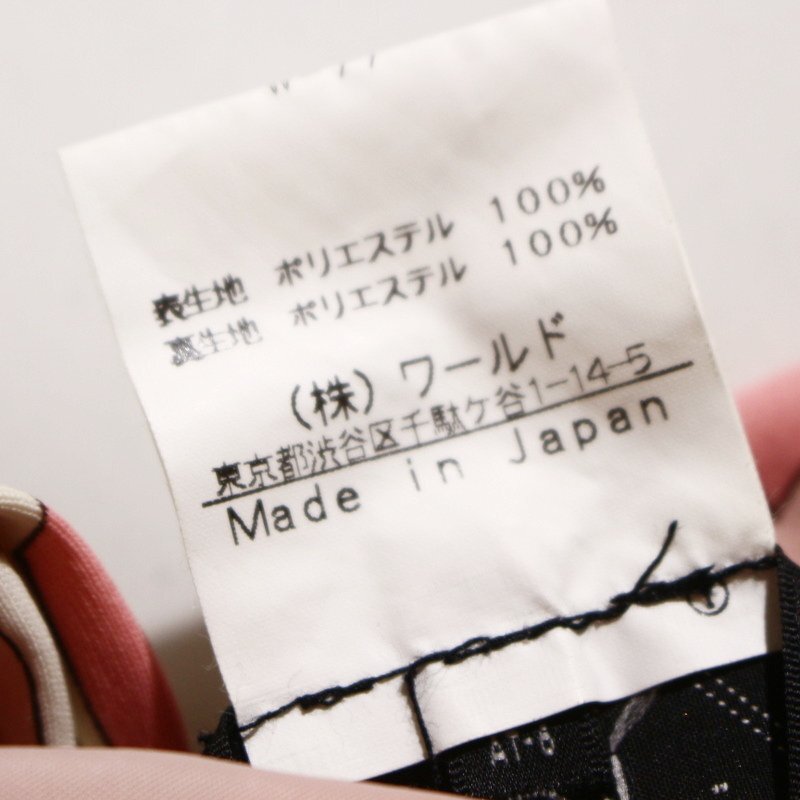 表生地 ポリエステル 100%
裏生地 ポリエステル 100%
(株) ワールド
東京都渋谷区千駄ケ谷1-14-5
Made in Japan
AT-6